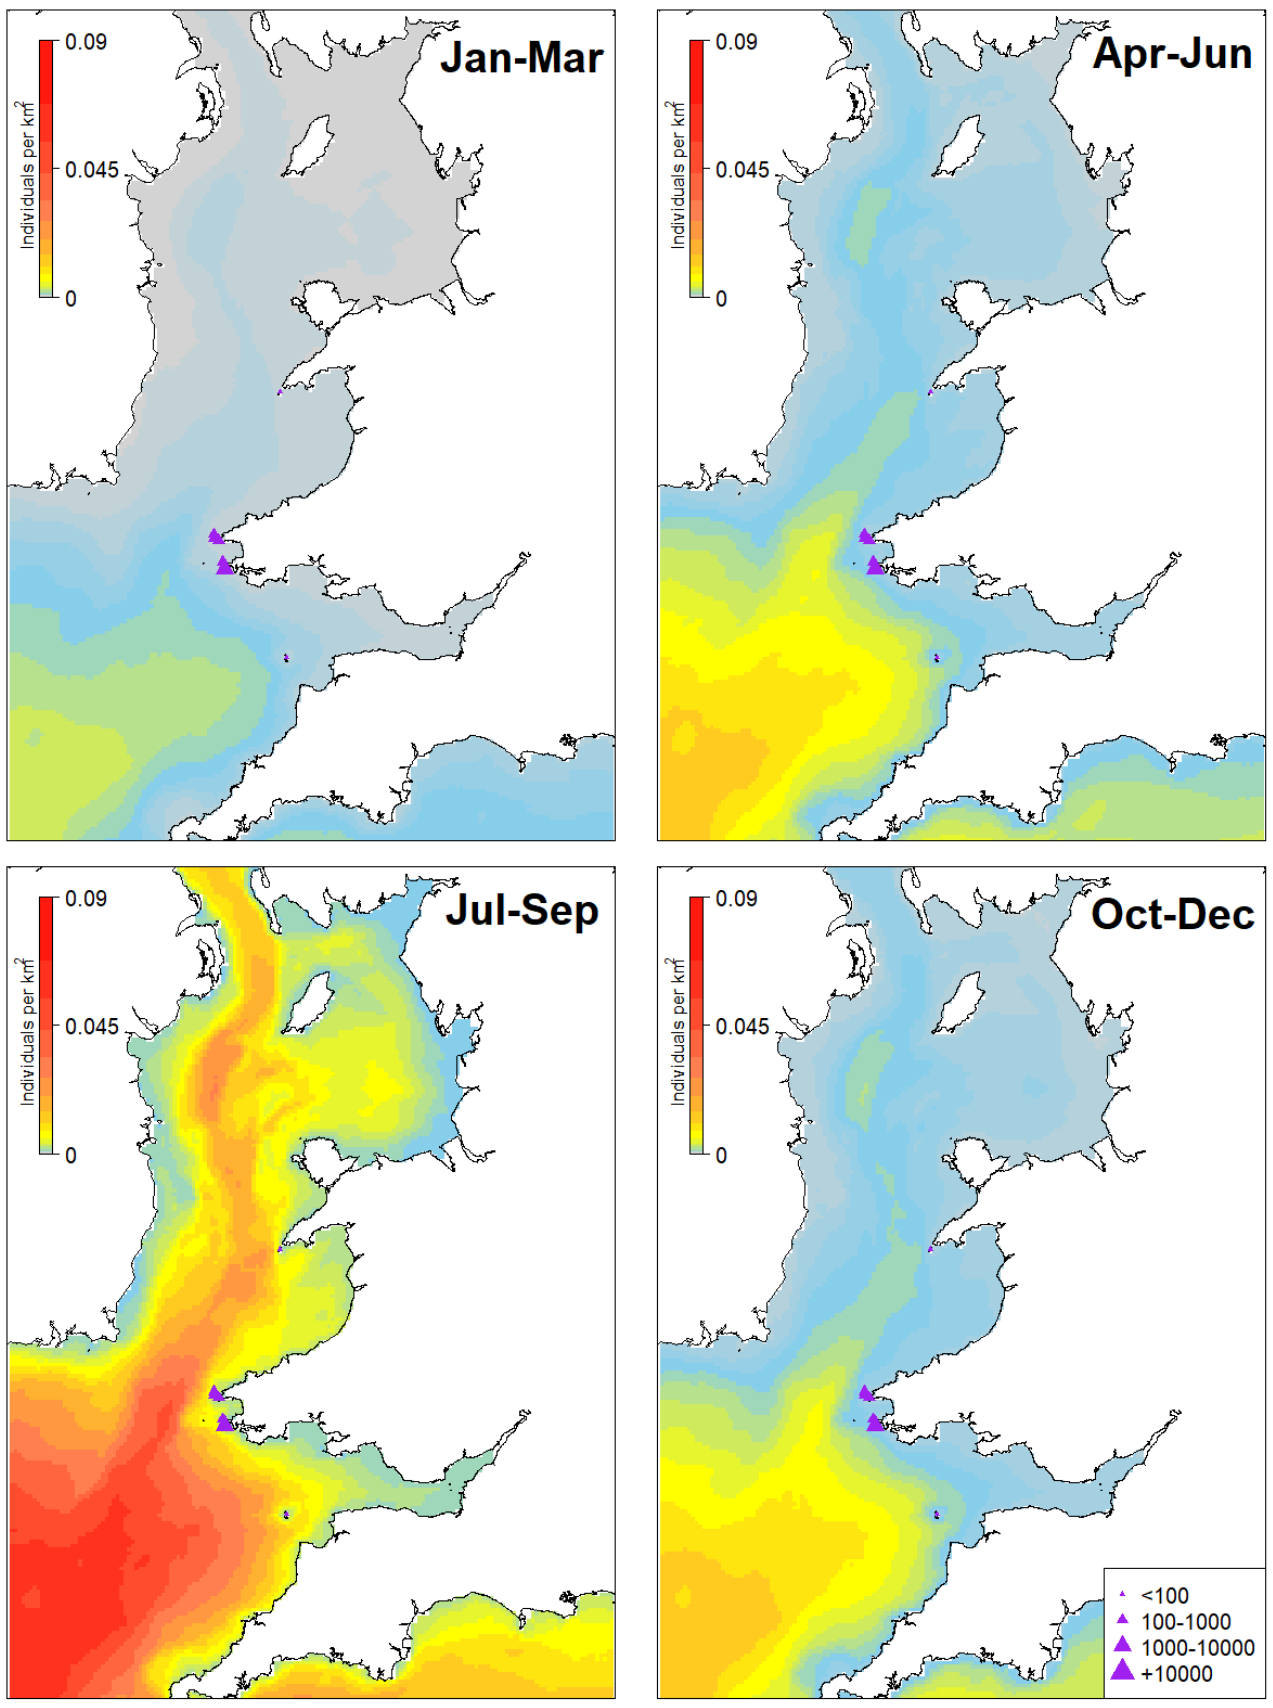 Jan-Mar
0.09
0.045
0
Individuals per km²
Apr-Jun
0.09
0.045
0
Individuals per km²
Jul-Sep
0.09
0.045
0
Individuals per km²
Oct-Dec
0.09
0.045
0
Individuals per km²
<100
100-1000
1000-10000
+10000